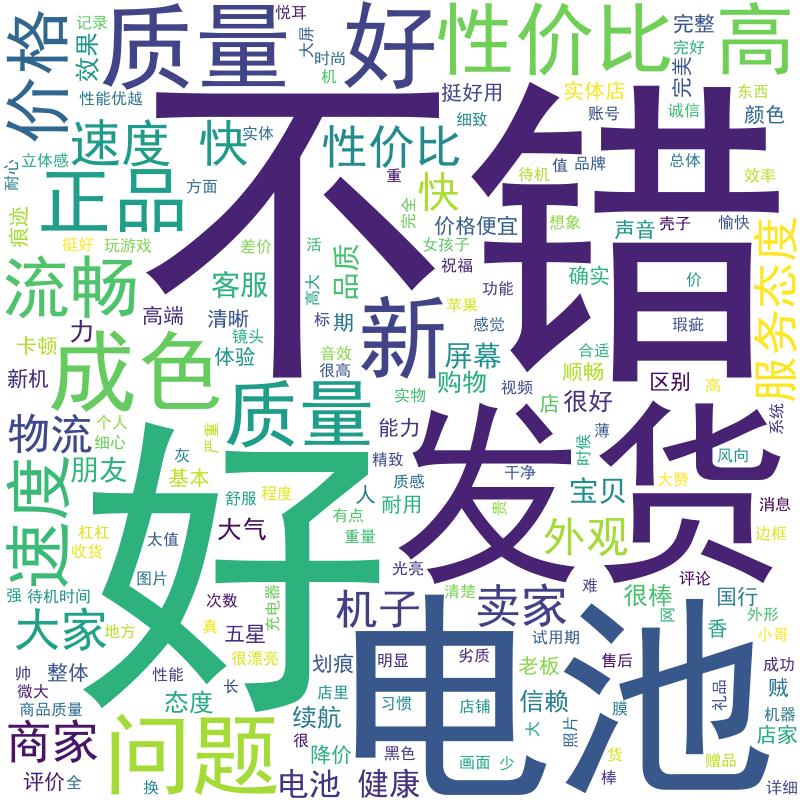 不错
好
发货
电池
质量
好
性价比
高
价格
速度
快
性价比
正品
流畅
成色
新
质量
物流
速度
大家
商家
问题
机子
卖家
外观
服务态度
悦耳
记录
效果
大屏
时尚
机
性能优越
挺好用
细致
实体店
完整
完好
完美
账号
诚信
东西
颜色
耐心
立体感
实体
方面
重
快
待机
值
品牌
总体
效率
痕迹
挺好
玩游戏
差价
活
完全
价格便宜
女孩子
想象
声音
壳子
愉快
客服
高大
品质
祝福
功能
确实
价
卡顿
力
高端
清晰
镜头
标
期
苹果
感觉
瑕疵
新机
体验
音效
很高
屏幕
购物
视频
顺畅
合适
区别
高
实物
店
很好
个人
细心
严重
能力
薄
系统
朋友
灰
基本
精致
质感
干净
时候
风向
大赞
舒服
程度
人
耐用
贵
宝贝
消息
杠杠
收货
太值
大气
有点
重量
边框
光亮
评论
强
待机时间
图片
次数
充电器
清楚
难
很棒
国行
区
外形
地方
真
五星
试用期
香
小哥
帅
整体
很漂亮
划痕
明显
劣质
老板
售后
成功
微大
性能
长
店里
习惯
店铺
信赖
膜
礼品
贼
机器
商品质量
态度
续航
大
照片
店家
很
降价
黑色
画面
少
货
赠品
评价
全
换
电池
健康
棒
详细